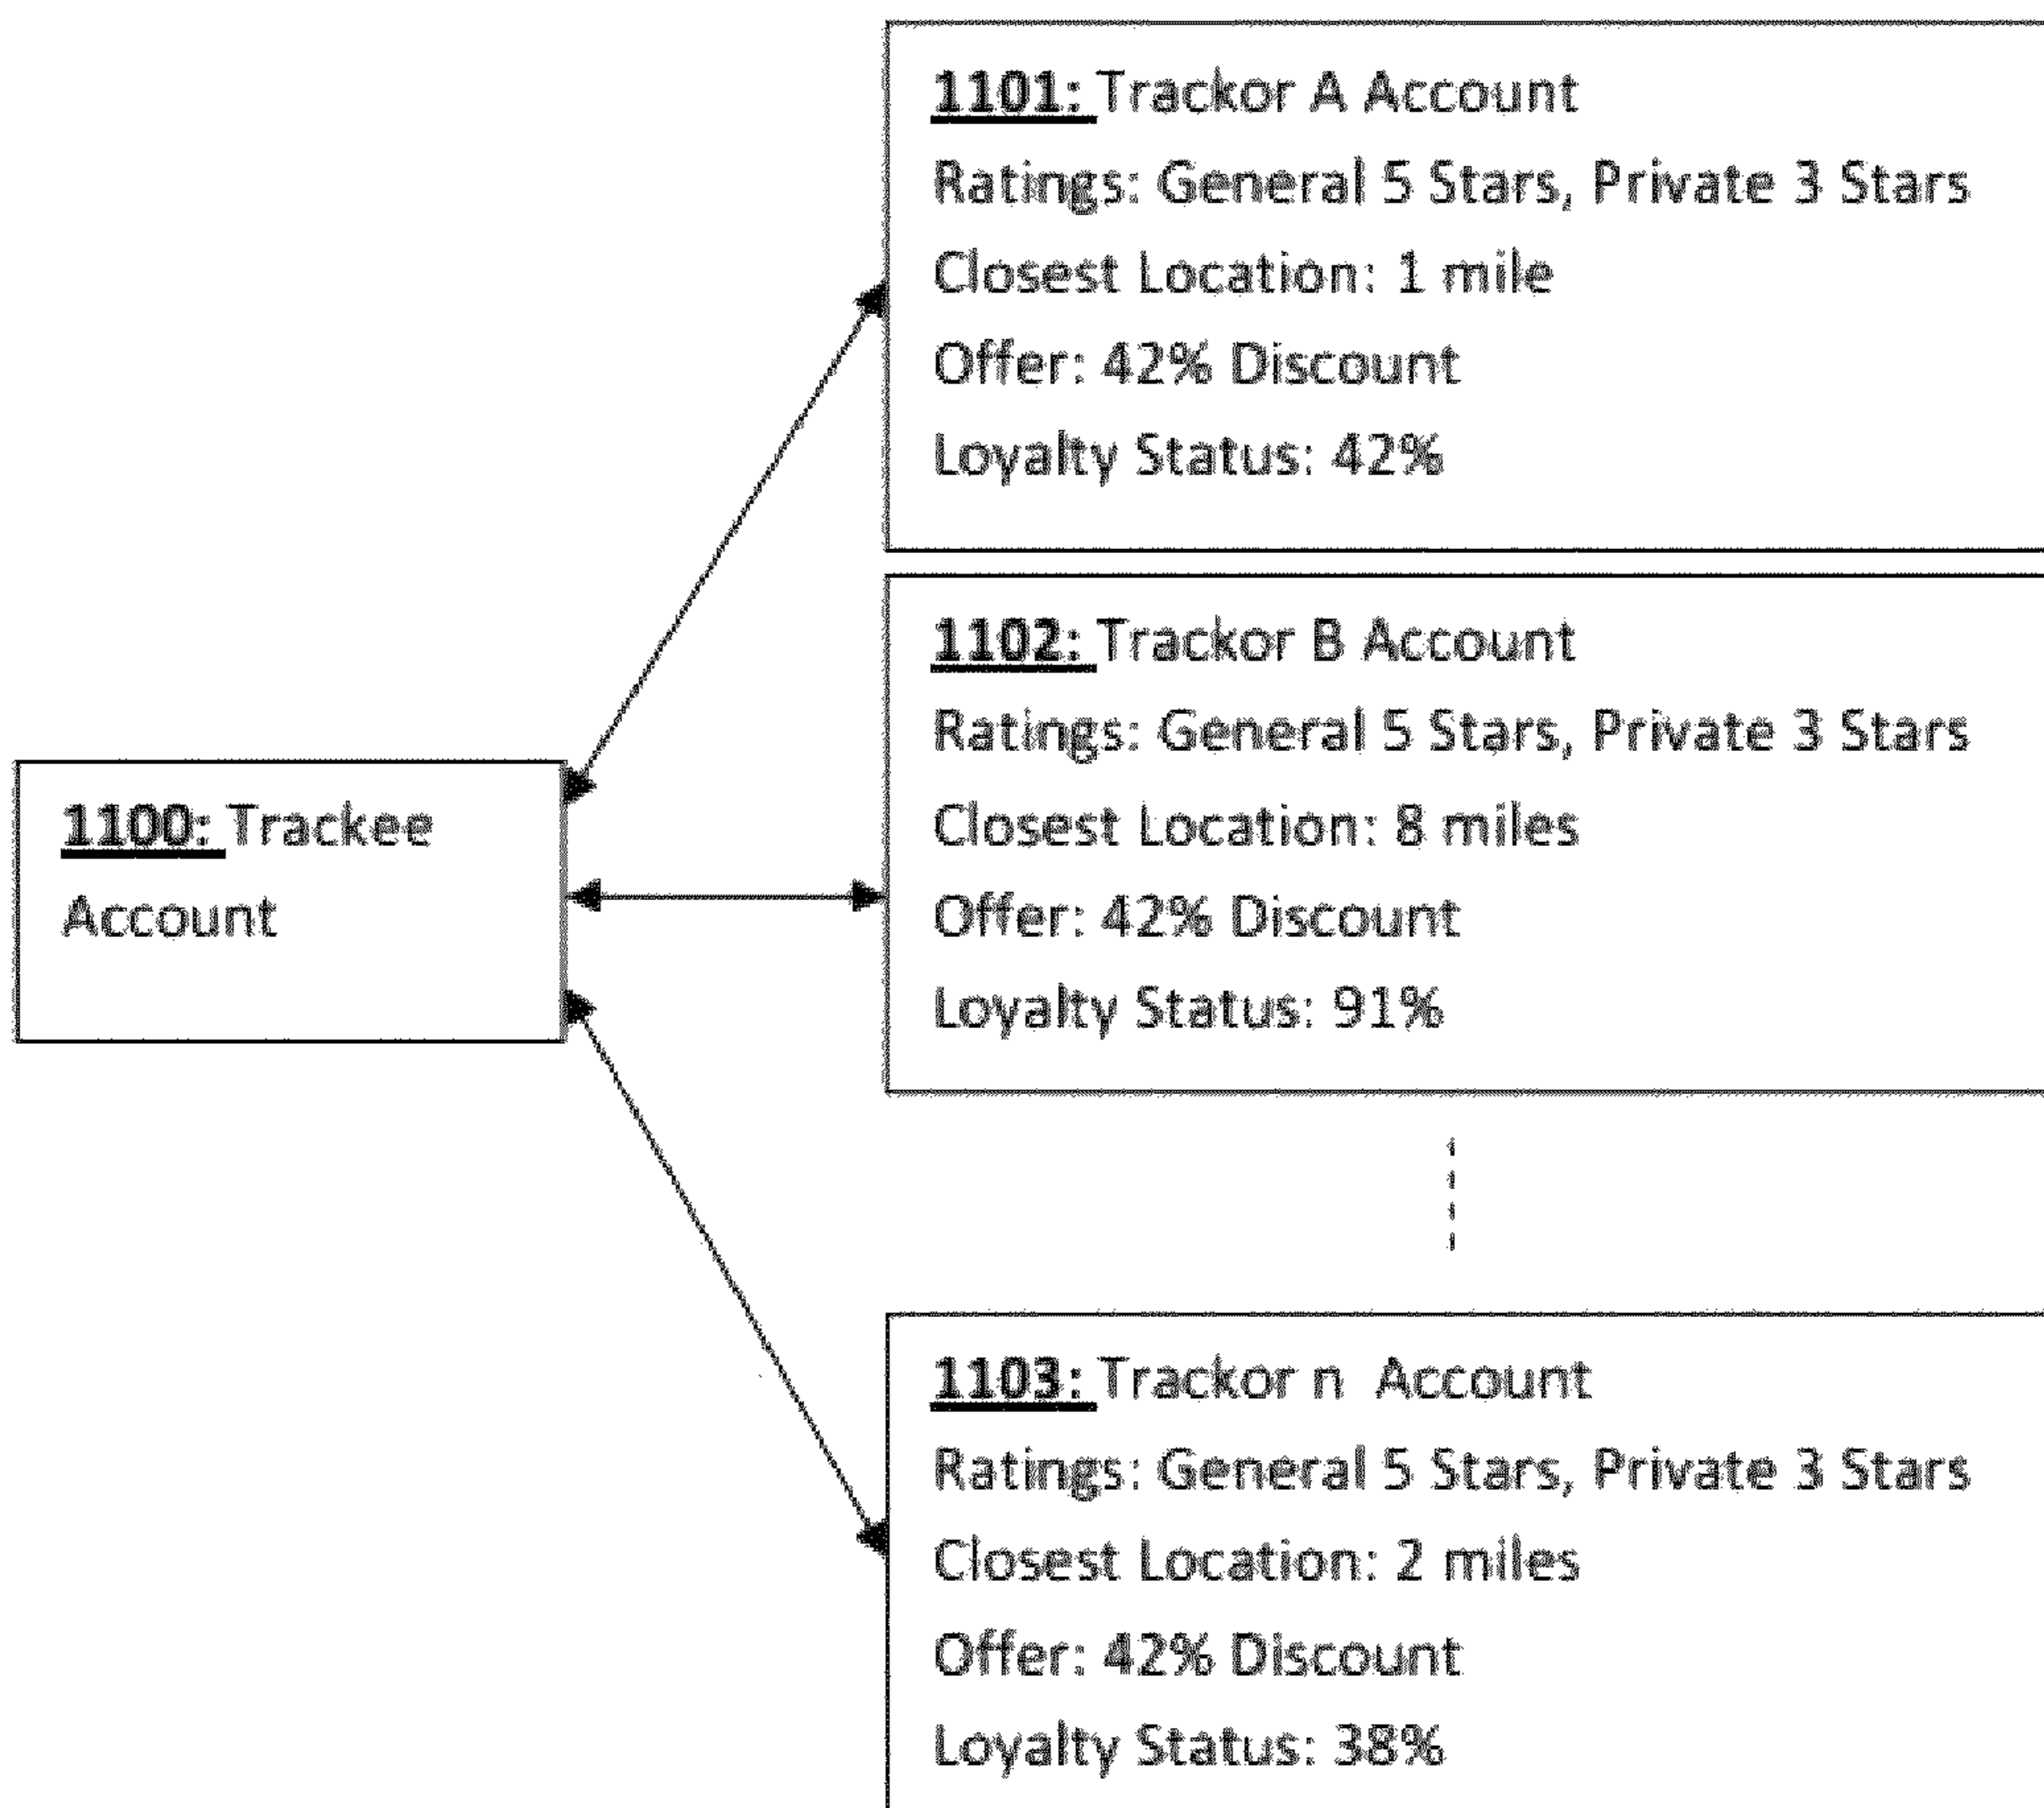 1101: Trackor A Account
Ratings: General 5 Stars, Private 3 Stars
Closest Location: 1 mile
Offer: 42% Discount
Loyalty Status: 42%
1102: Trackor B Account
Ratings: General 5 Stars, Private 3 Stars
Closest Location: 8 miles
Offer: 42% Discount
Loyalty Status: 91%
1100: Trackee
Account
1103: Trackor n Account
Ratings: General 5 Stars, Private 3 Stars
Closest Location: 2 miles
Offer: 42% Discount
Loyalty Status: 38%